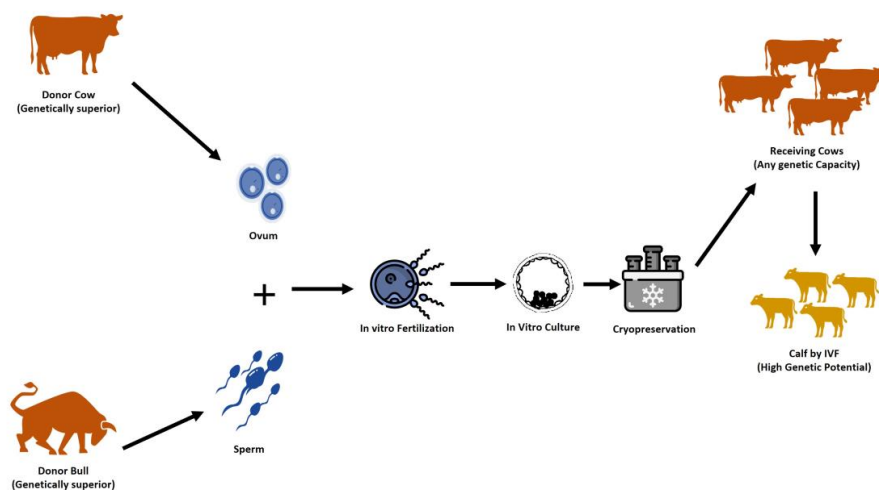 Donor Cow
(Genetically superior)
Ovum
+
In vitro Fertilization
In Vitro Culture
Cryopreservation
Receiving Cows
(Any genetic Capacity)
Calf by IVF
(High Genetic Potential)
Sperm
Donor Bull
(Genetically superior)